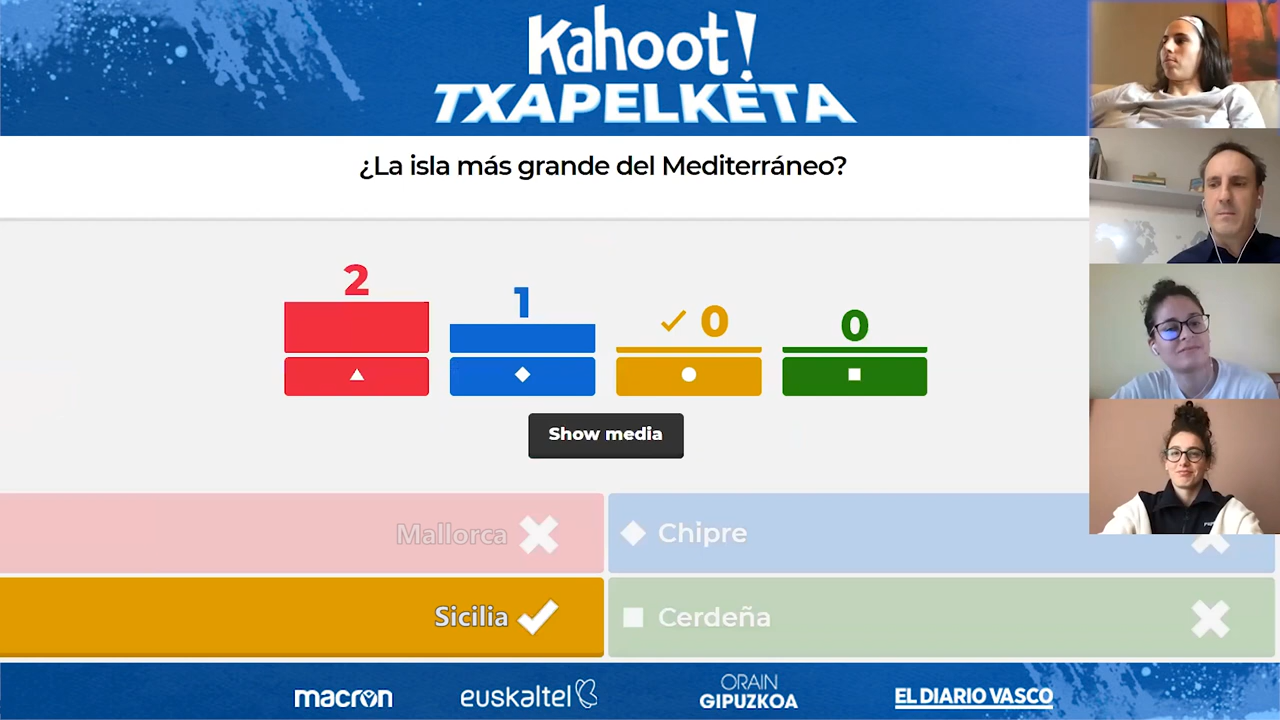 Kahoot!
TXAPELKETA
¿La isla más grande del Mediterráneo?
2
1
0
0
Show media
Mallorca
Chipre
Sicilia
Cerdeña
macron
euskaltel
ORAIN
GIPUZKOA
EL DIARIO VASCO